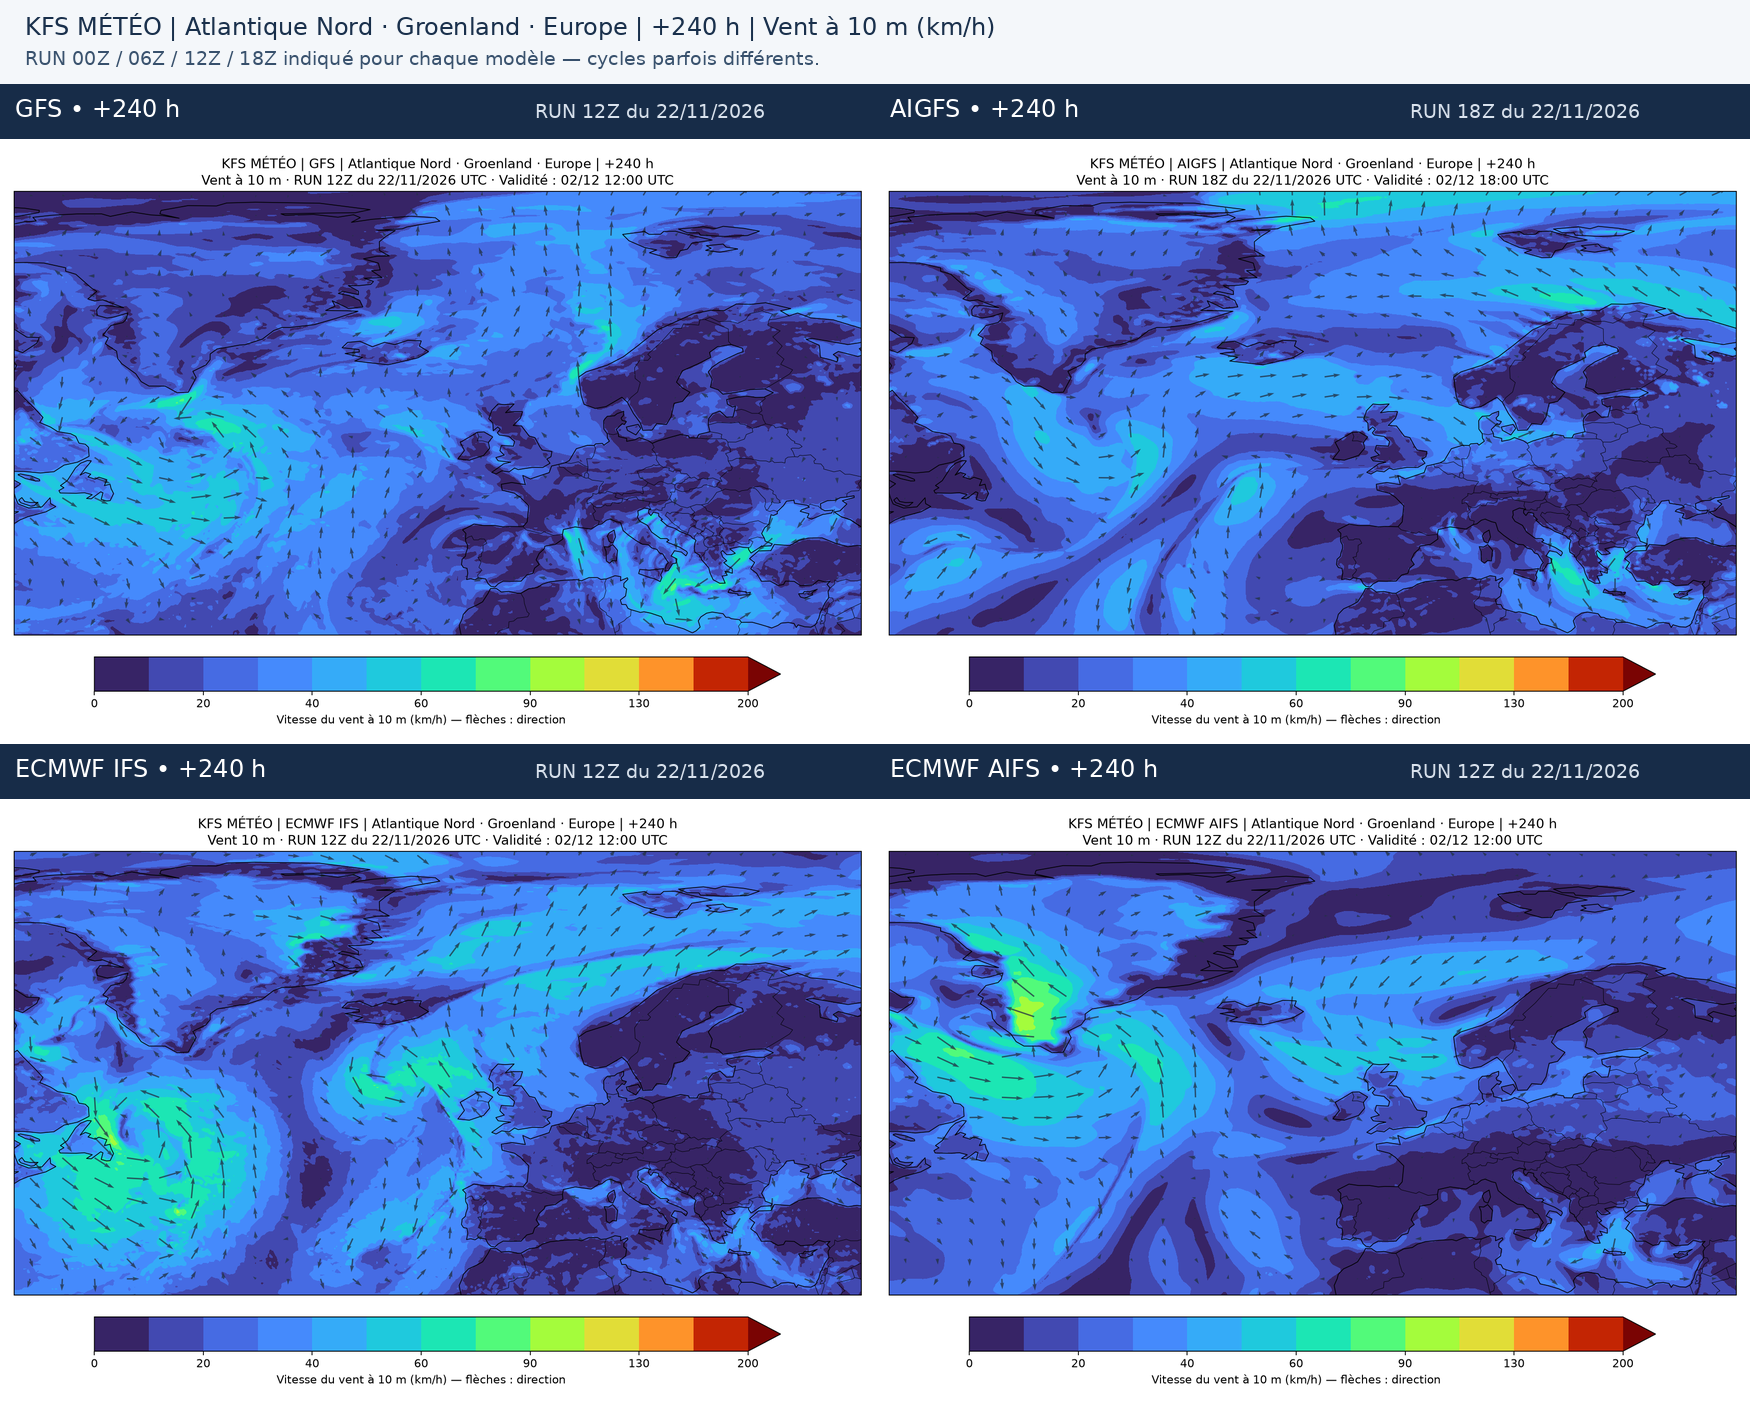 KFS MÉTÉO | Atlantique Nord · Groenland · Europe | +240 h | Vent à 10 m (km/h)
RUN 00Z / 06Z / 12Z / 18Z indiqué pour chaque modèle — cycles parfois différents.
GFS • +240 h
RUN 12Z du 22/11/2026
KFS MÉTÉO | GFS | Atlantique Nord · Groenland · Europe | +240 h
Vent à 10 m · RUN 12Z du 22/11/2026 UTC · Validité : 02/12 12:00 UTC
0 20 40 60 90 130 200
Vitesse du vent à 10 m (km/h) — flèches : direction
AIGFS • +240 h
RUN 18Z du 22/11/2026
KFS MÉTÉO | AIGFS | Atlantique Nord · Groenland · Europe | +240 h
Vent à 10 m · RUN 18Z du 22/11/2026 UTC · Validité : 02/12 18:00 UTC
0 20 40 60 90 130 200
Vitesse du vent à 10 m (km/h) — flèches : direction
ECMWF IFS • +240 h
RUN 12Z du 22/11/2026
KFS MÉTÉO | ECMWF IFS | Atlantique Nord · Groenland · Europe | +240 h
Vent 10 m · RUN 12Z du 22/11/2026 UTC · Validité : 02/12 12:00 UTC
0 20 40 60 90 130 200
Vitesse du vent à 10 m (km/h) — flèches : direction
ECMWF AIFS • +240 h
RUN 12Z du 22/11/2026
KFS MÉTÉO | ECMWF AIFS | Atlantique Nord · Groenland · Europe | +240 h
Vent 10 m · RUN 12Z du 22/11/2026 UTC · Validité : 02/12 12:00 UTC
0 20 40 60 90 130 200
Vitesse du vent à 10 m (km/h) — flèches : direction